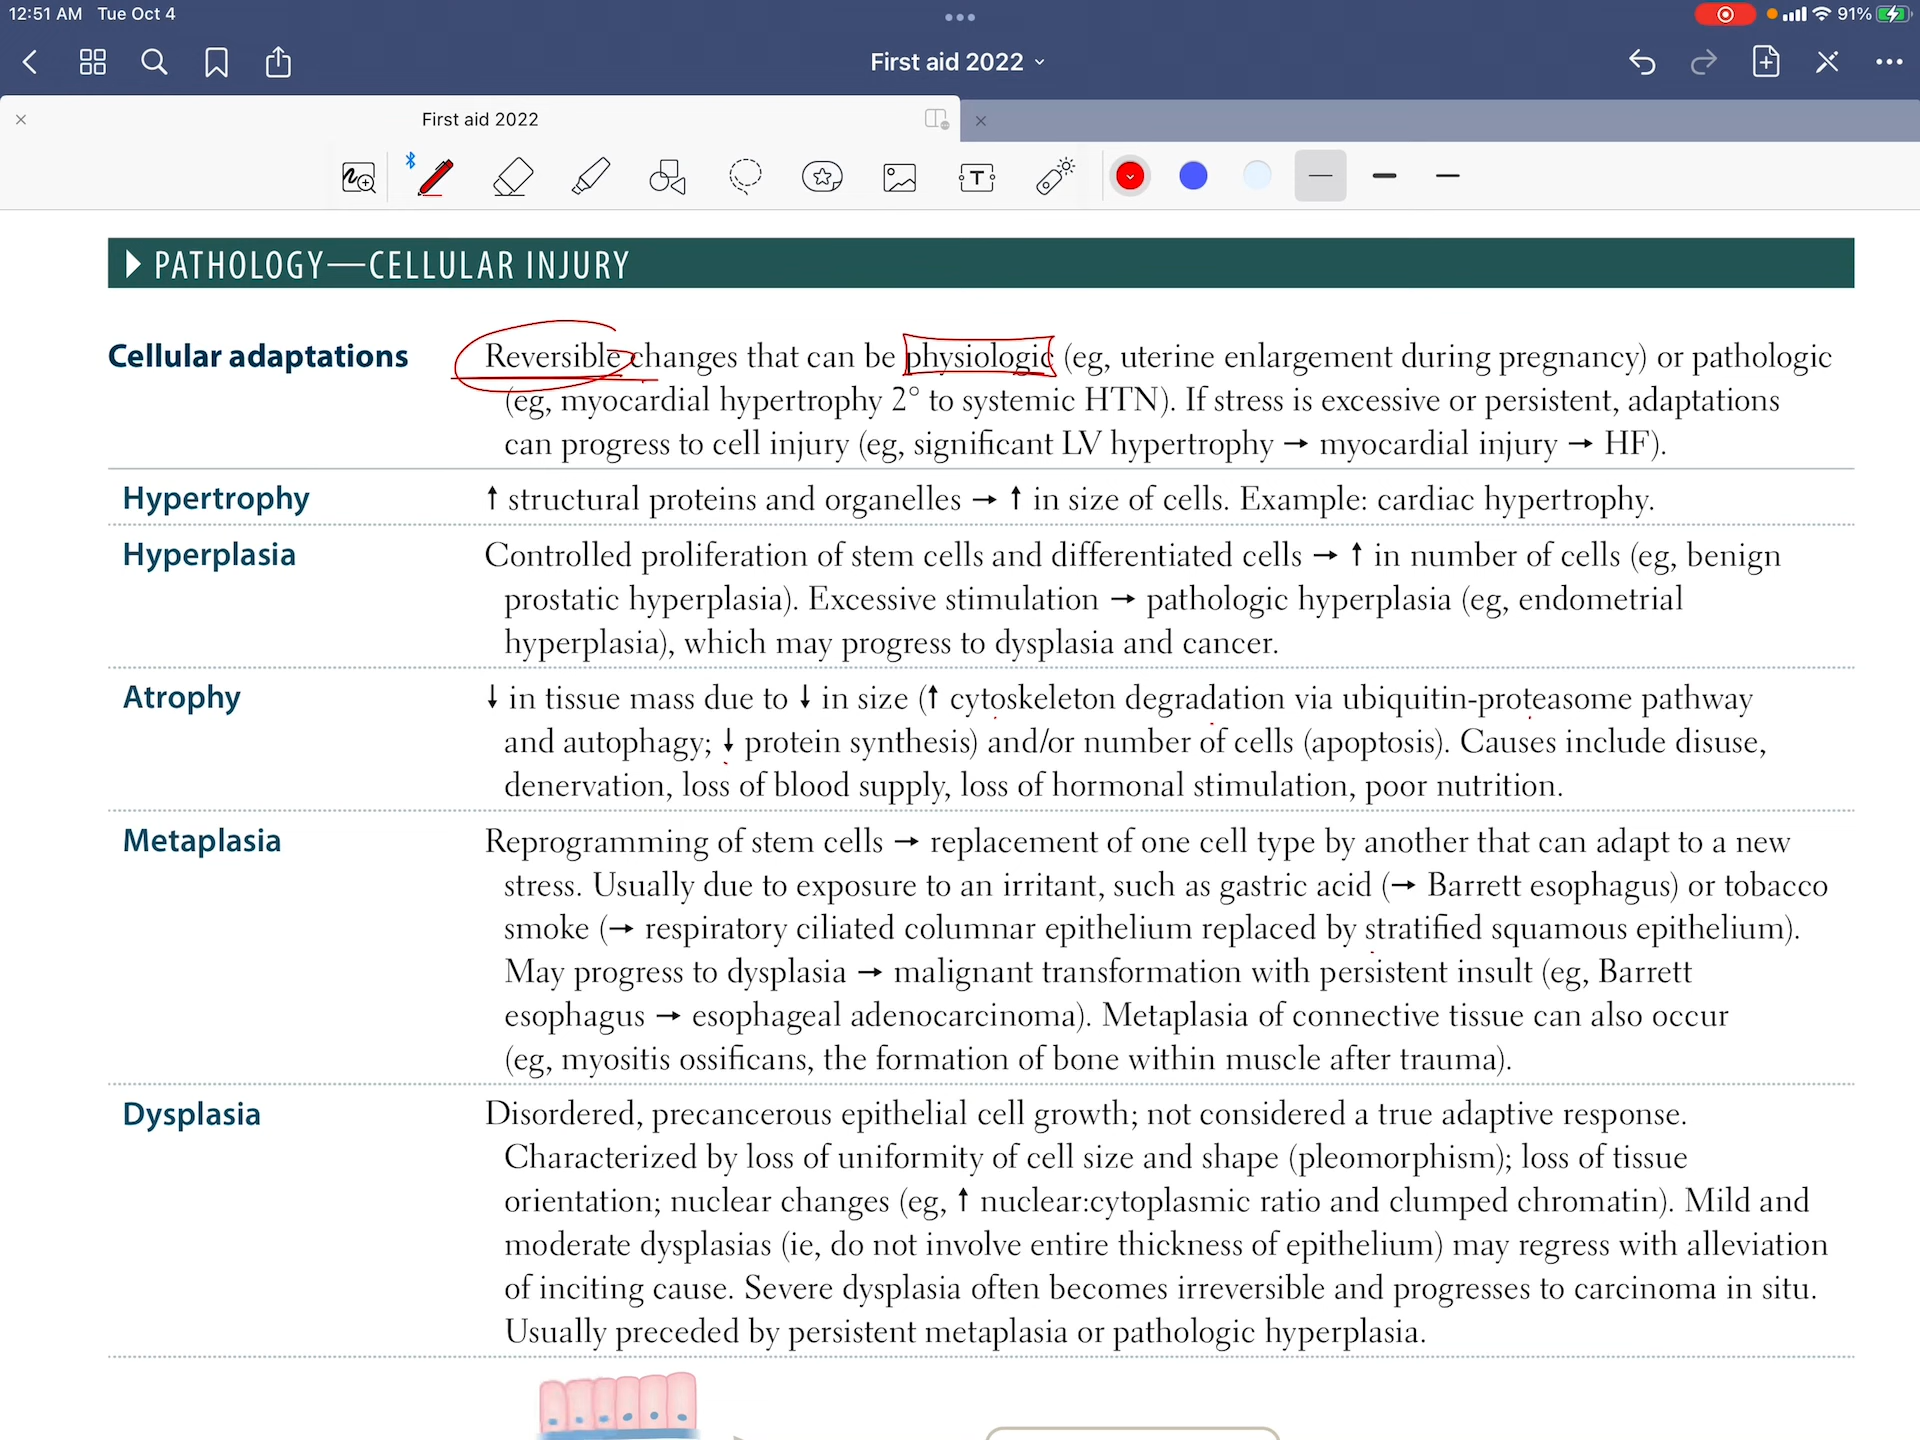 12:51 AM Tue Oct 4
91%
First aid 2022
First aid 2022
T
PATHOLOGY—CELLULAR INJURY
Cellular adaptations Reversible changes that can be physiologic (eg, uterine enlargement during pregnancy) or pathologic
(eg, myocardial hypertrophy 2° to systemic HTN). If stress is excessive or persistent, adaptations
can progress to cell injury (eg, significant LV hypertrophy → myocardial injury → HF).
Hypertrophy ↑ structural proteins and organelles → ↑ in size of cells. Example: cardiac hypertrophy.
Hyperplasia Controlled proliferation of stem cells and differentiated cells → ↑ in number of cells (eg, benign
prostatic hyperplasia). Excessive stimulation → pathologic hyperplasia (eg, endometrial
hyperplasia), which may progress to dysplasia and cancer.
Atrophy ↓ in tissue mass due to ↓ in size (↑ cytoskeleton degradation via ubiquitin-proteasome pathway
and autophagy; ↓ protein synthesis) and/or number of cells (apoptosis). Causes include disuse,
denervation, loss of blood supply, loss of hormonal stimulation, poor nutrition.
Metaplasia Reprogramming of stem cells → replacement of one cell type by another that can adapt to a new
stress. Usually due to exposure to an irritant, such as gastric acid (→ Barrett esophagus) or tobacco
smoke (→ respiratory ciliated columnar epithelium replaced by stratified squamous epithelium).
May progress to dysplasia → malignant transformation with persistent insult (eg, Barrett
esophagus → esophageal adenocarcinoma). Metaplasia of connective tissue can also occur
(eg, myositis ossificans, the formation of bone within muscle after trauma).
Dysplasia Disordered, precancerous epithelial cell growth; not considered a true adaptive response.
Characterized by loss of uniformity of cell size and shape (pleomorphism); loss of tissue
orientation; nuclear changes (eg, ↑ nuclear:cytoplasmic ratio and clumped chromatin). Mild and
moderate dysplasias (ie, do not involve entire thickness of epithelium) may regress with alleviation
of inciting cause. Severe dysplasia often becomes irreversible and progresses to carcinoma in situ.
Usually preceded by persistent metaplasia or pathologic hyperplasia.